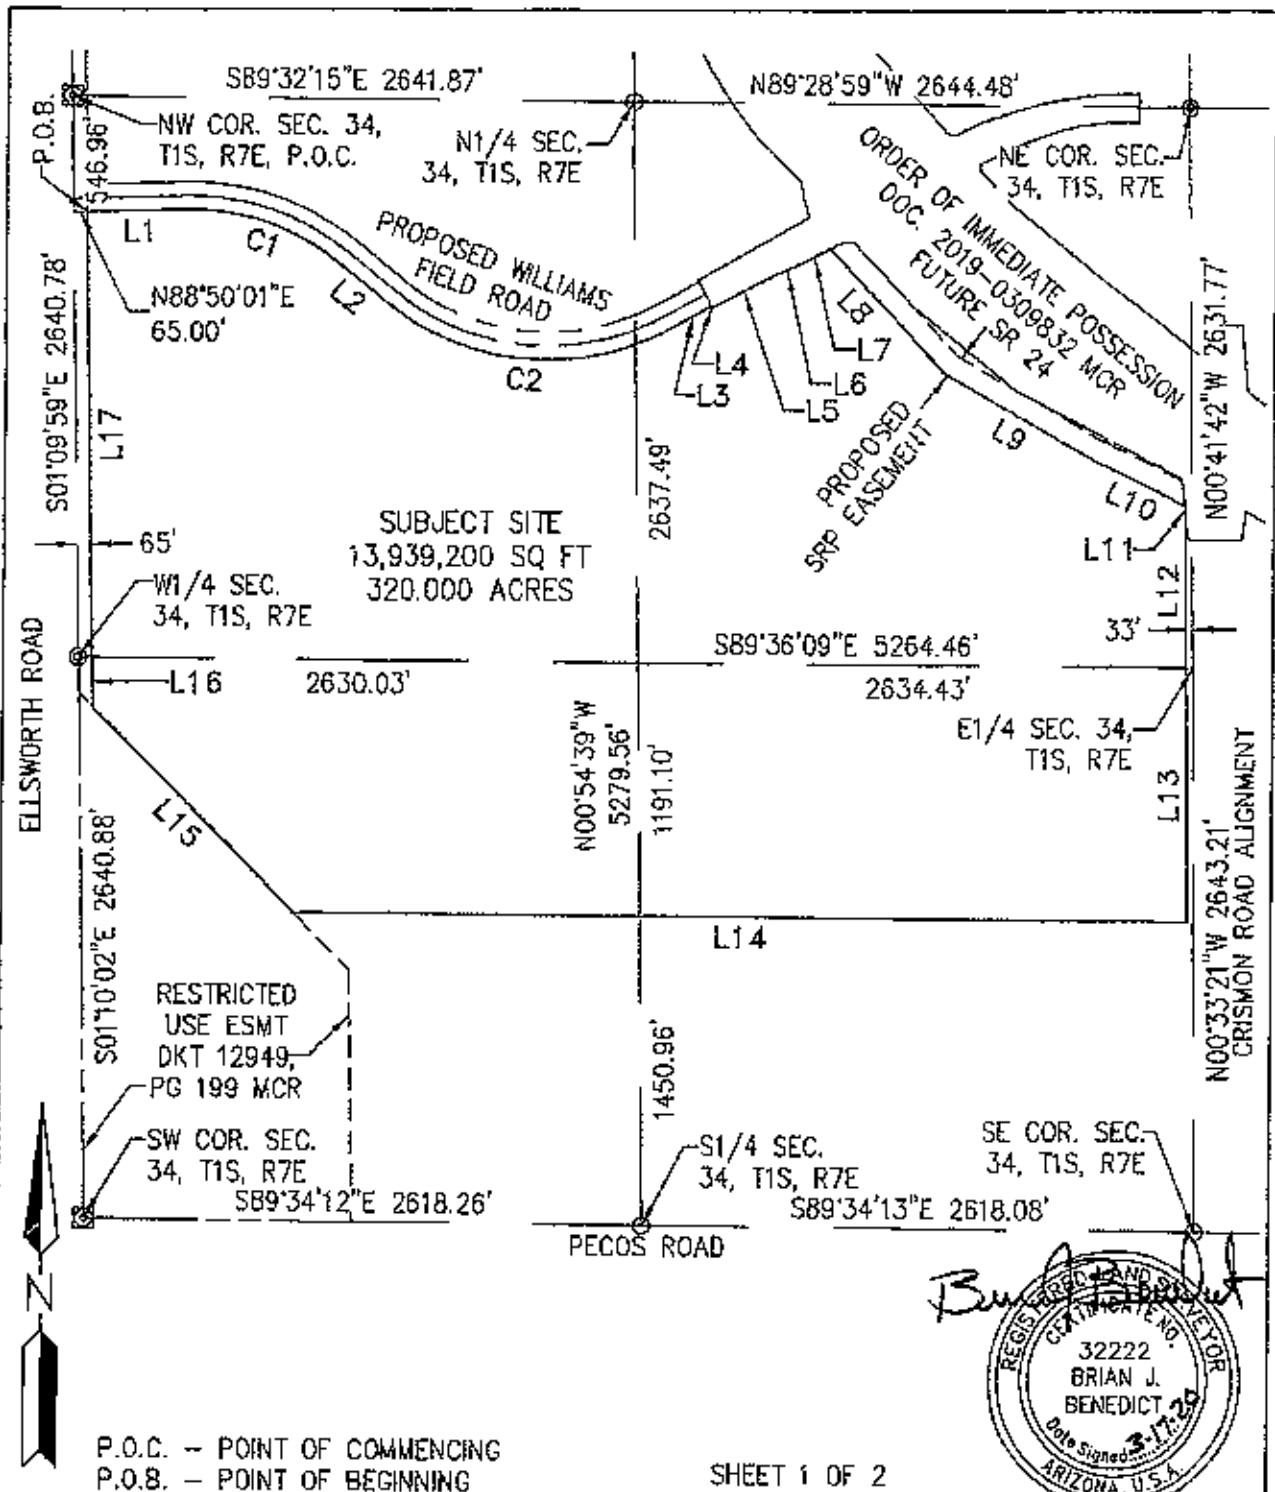 S89°32'15"E 2641.87'
N89°28'59"W 2644.48'
P.O.B.
546.96'
NW COR. SEC. 34,
T1S, R7E, P.O.C.
N1/4 SEC.
34, T1S, R7E
NE COR. SEC.
34, T1S, R7E
ORDER OF IMMEDIATE POSSESSION
DOC. 2019-0309832 MCR
FUTURE SR 24
L1
C1
L2
PROPOSED WILLIAMS
FIELD ROAD
C2
N88°50'01"E
65.00'
S01°09'59"E 2640.78'
L17
L3
L4
L5
L6
L7
L8
L9
L10
L11
L12
PROPOSED
SRP EASEMENT
N00°41'42"W 2631.77'
2637.49'
SUBJECT SITE
13,939,200 SQ FT
320.000 ACRES
65'
W1/4 SEC.
34, T1S, R7E
33'
S89°36'09"E 5264.46'
L16
2630.03'
2634.43'
E1/4 SEC. 34,
T1S, R7E
ELLSWORTH ROAD
L15
N00°54'39"W
5279.56'
1191.10'
L13
N00°33'21"W 2643.21'
CRISMON ROAD ALIGNMENT
S01°10'02"E 2640.88'
L14
RESTRICTED
USE ESMT
DKT 12949,
PG 199 MCR
1450.96'
SW COR. SEC.
34, T1S, R7E
S1/4 SEC.
34, T1S, R7E
SE COR. SEC.
34, T1S, R7E
S89°34'12"E 2618.26'
S89°34'13"E 2618.08'
PECOS ROAD
N
REGISTERED LAND SURVEYOR
CERTIFICATE NO.
32222
BRIAN J.
BENEDICT
Date Signed 3-17-20
ARIZONA, U.S.A.
P.O.C. - POINT OF COMMENCING
P.O.B. - POINT OF BEGINNING
SHEET 1 OF 2